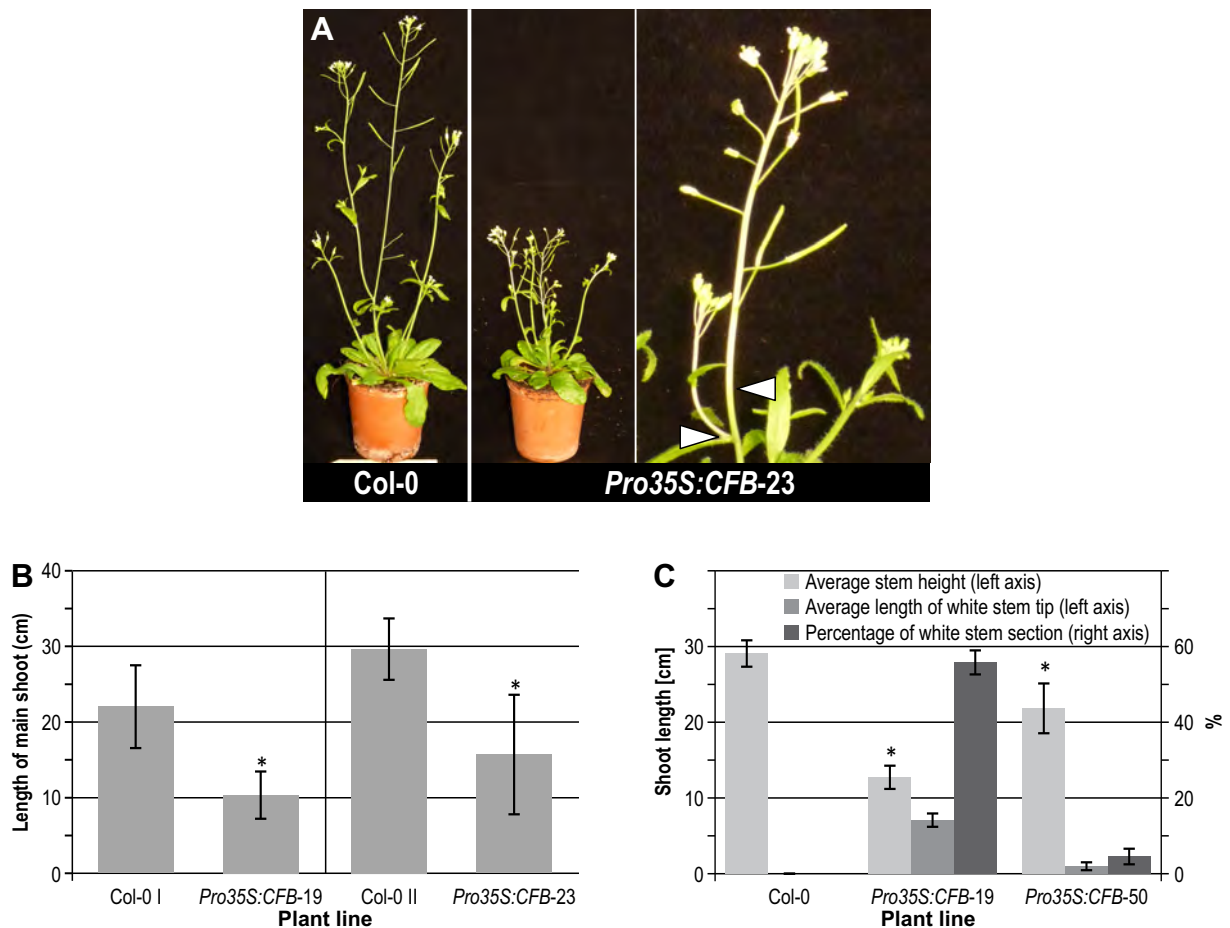 A
Col-0
Pro35S:CFB-23
B
Length of main shoot (cm)
40
30
20
10
0
*
*
Col-0 I
Pro35S:CFB-19
Col-0 II
Pro35S:CFB-23
Plant line
C
Average stem height (left axis)
Average length of white stem tip (left axis)
Percentage of white stem section (right axis)
Shoot length [cm]
40
30
20
10
0
*
*
60
40
20
0
%
Col-0
Pro35S:CFB-19
Pro35S:CFB-50
Plant line